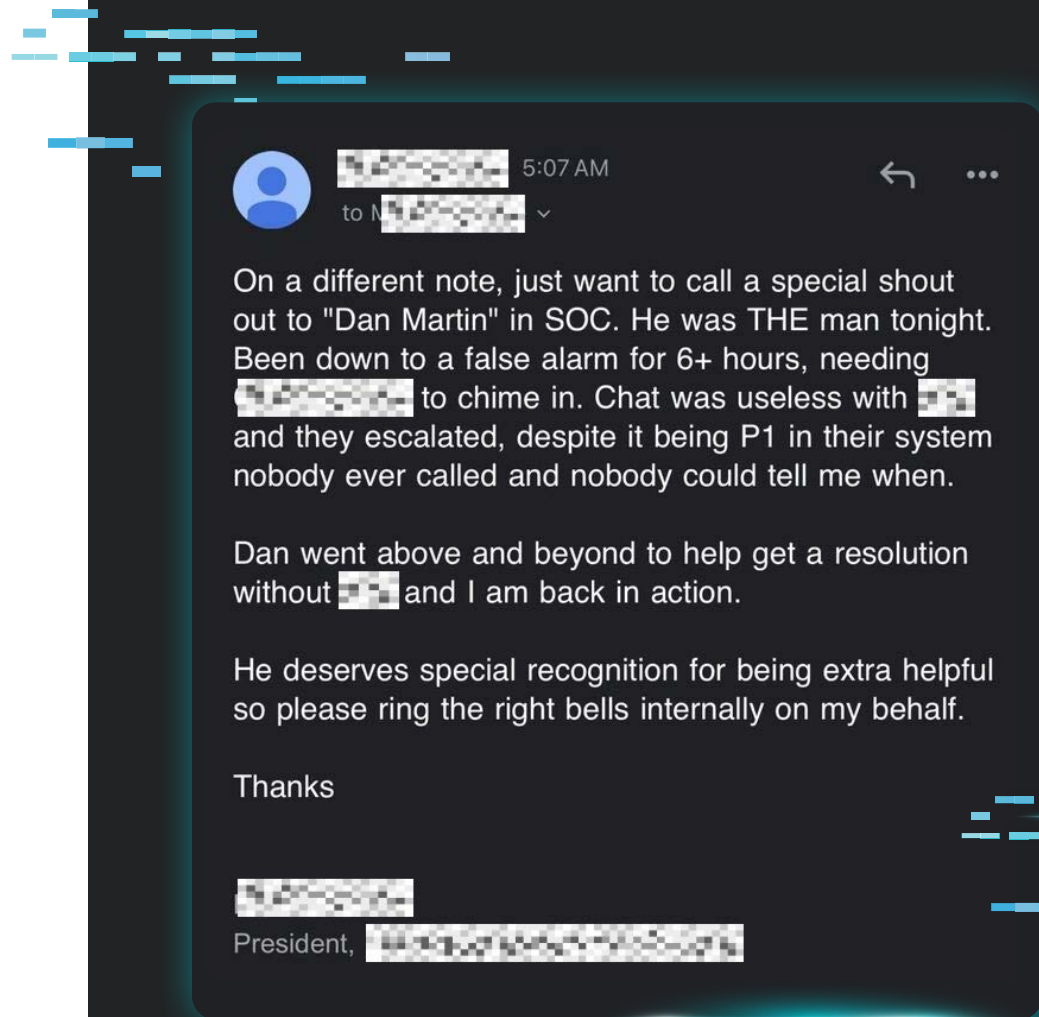 5:07 AM
to
On a different note, just want to call a special shout
out to "Dan Martin" in SOC. He was THE man tonight.
Been down to a false alarm for 6+ hours, needing
to chime in. Chat was useless with
and they escalated, despite it being P1 in their system
nobody ever called and nobody could tell me when.
Dan went above and beyond to help get a resolution
without and I am back in action.
He deserves special recognition for being extra helpful
so please ring the right bells internally on my behalf.
Thanks
President,